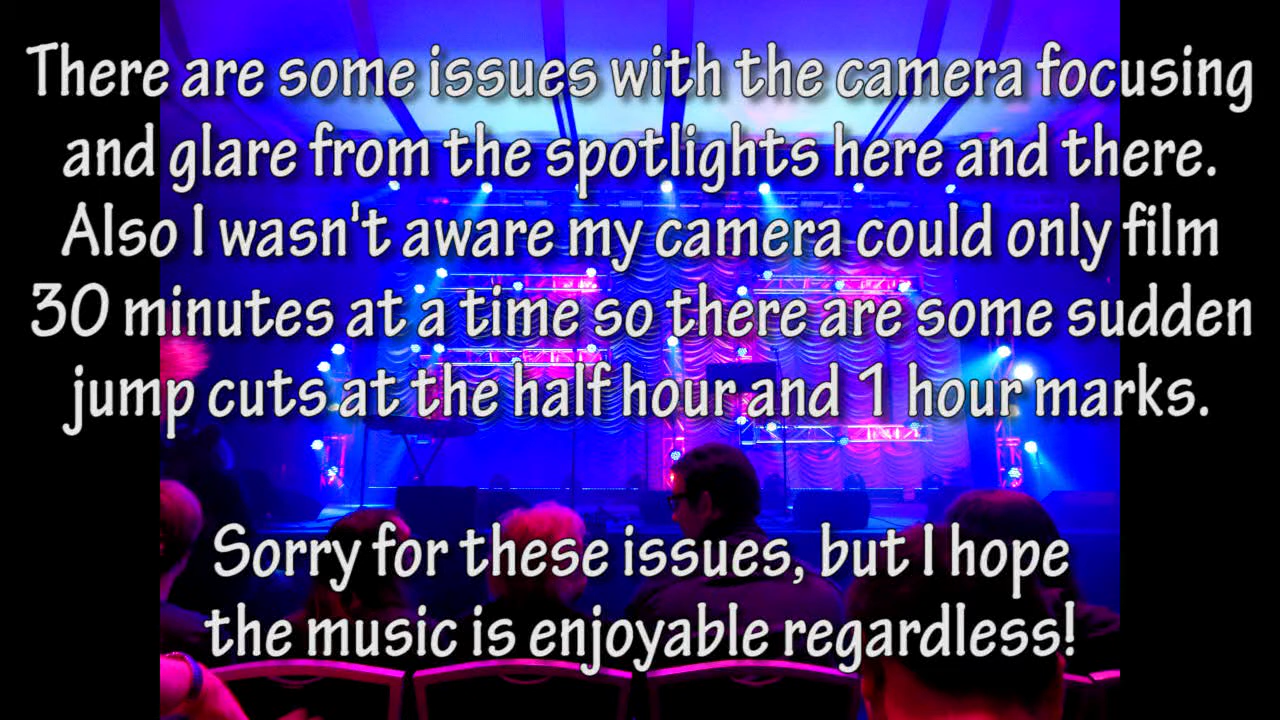 There are some issues with the camera focusing
and glare from the spotlights here and there.
Also I wasn't aware my camera could only film
30 minutes at a time so there are some sudden
jump cuts at the half hour and 1 hour marks.
Sorry for these issues, but I hope
the music is enjoyable regardless!